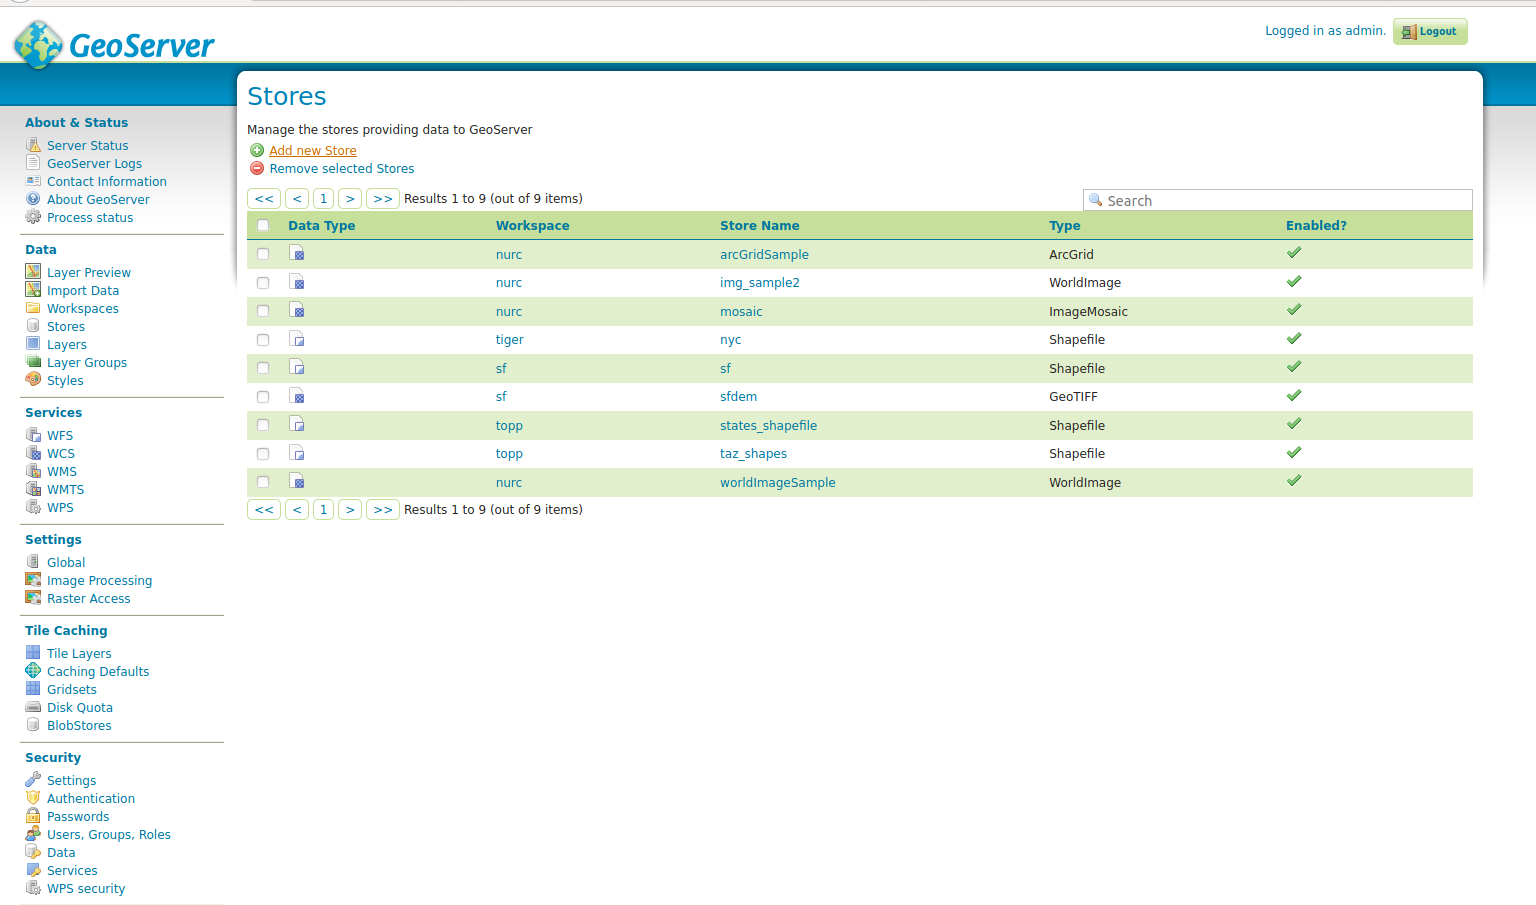 GeoServer
Logged in as admin.
Logout
About & Status
Server Status
GeoServer Logs
Contact Information
About GeoServer
Process status
Data
Layer Preview
Import Data
Workspaces
Stores
Layers
Layer Groups
Styles
Services
WFS
WCS
WMS
WMTS
WPS
Settings
Global
Image Processing
Raster Access
Tile Caching
Tile Layers
Caching Defaults
Gridsets
Disk Quota
BlobStores
Security
Settings
Authentication
Passwords
Users, Groups, Roles
Data
Services
WPS security
Stores
Manage the stores providing data to GeoServer
Add new Store
Remove selected Stores
<< < 1 > >> Results 1 to 9 (out of 9 items)
Search
Data Type Workspace Store Name Type Enabled?
nurc arcGridSample ArcGrid
nurc img_sample2 WorldImage
nurc mosaic ImageMosaic
tiger nyc Shapefile
sf sf Shapefile
sf sfdem GeoTIFF
topp states_shapefile Shapefile
topp taz_shapes Shapefile
nurc worldImageSample WorldImage
<< < 1 > >> Results 1 to 9 (out of 9 items)